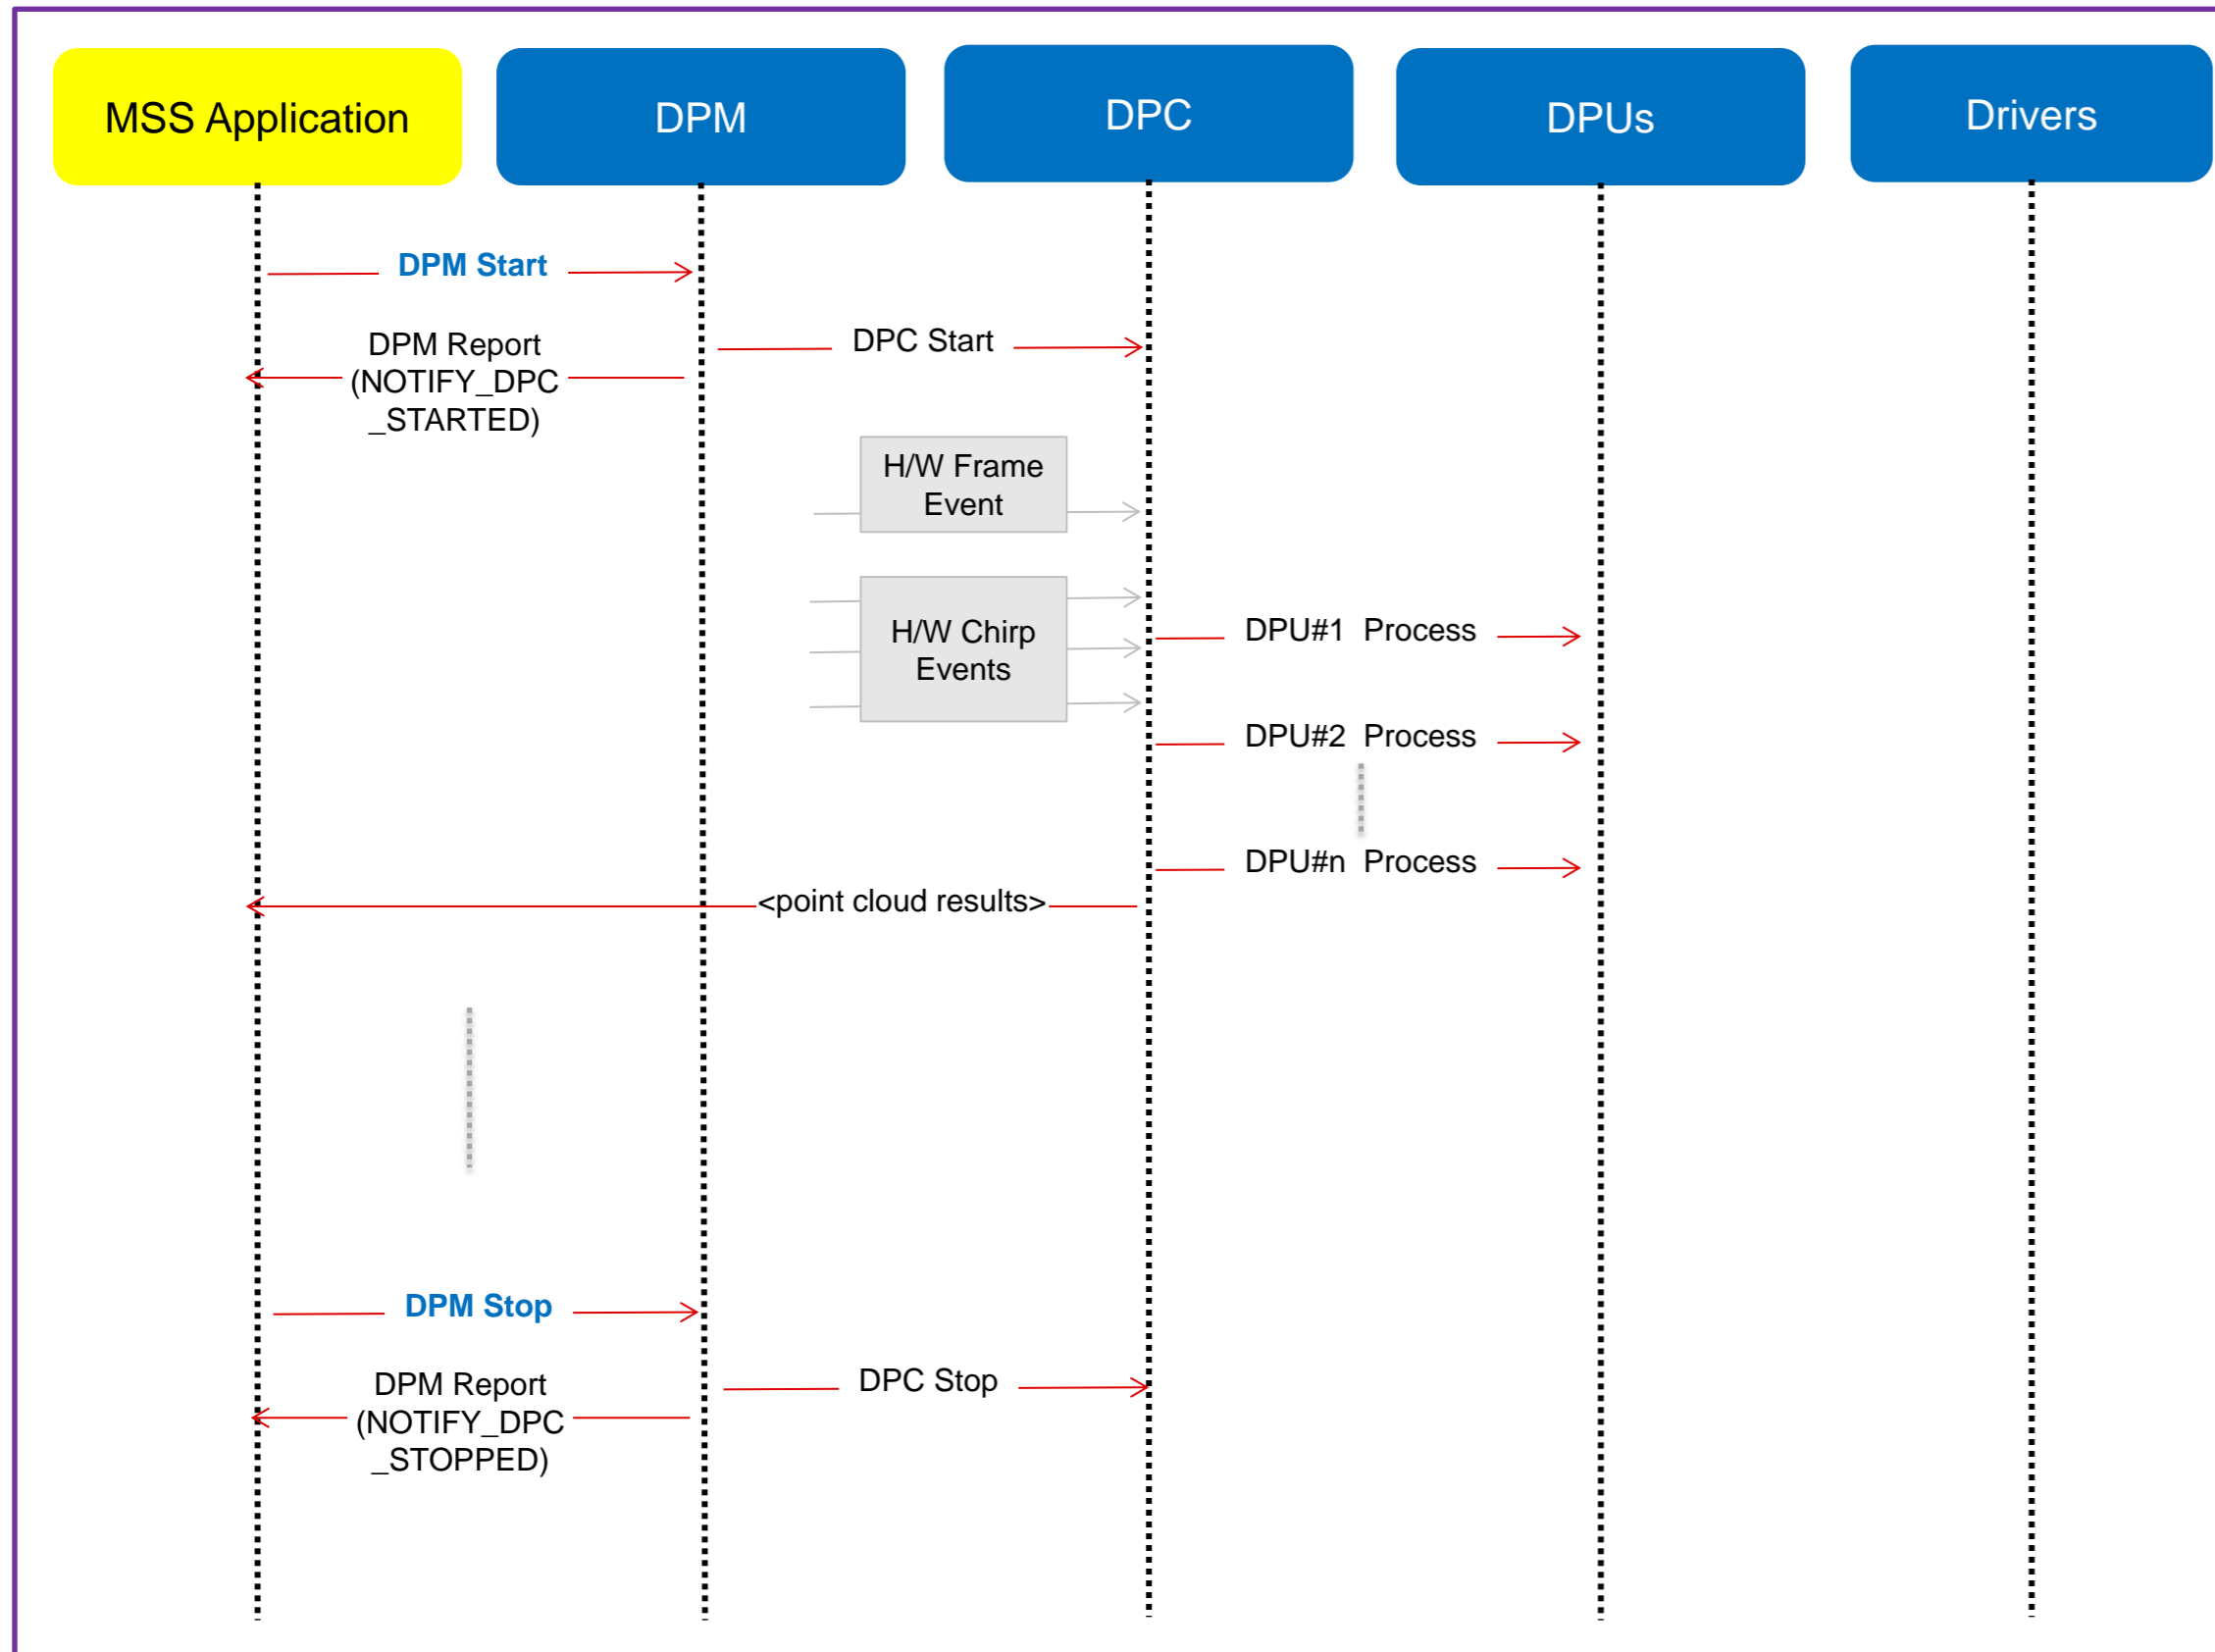 MSS Application
DPM
DPC
DPUs
Drivers
DPM Start
DPM Report
(NOTIFY_DPC
_STARTED)
DPC Start
H/W Frame
Event
H/W Chirp
Events
DPU#1 Process
DPU#2 Process
DPU#n Process
<point cloud results>
DPM Stop
DPM Report
(NOTIFY_DPC
_STOPPED)
DPC Stop